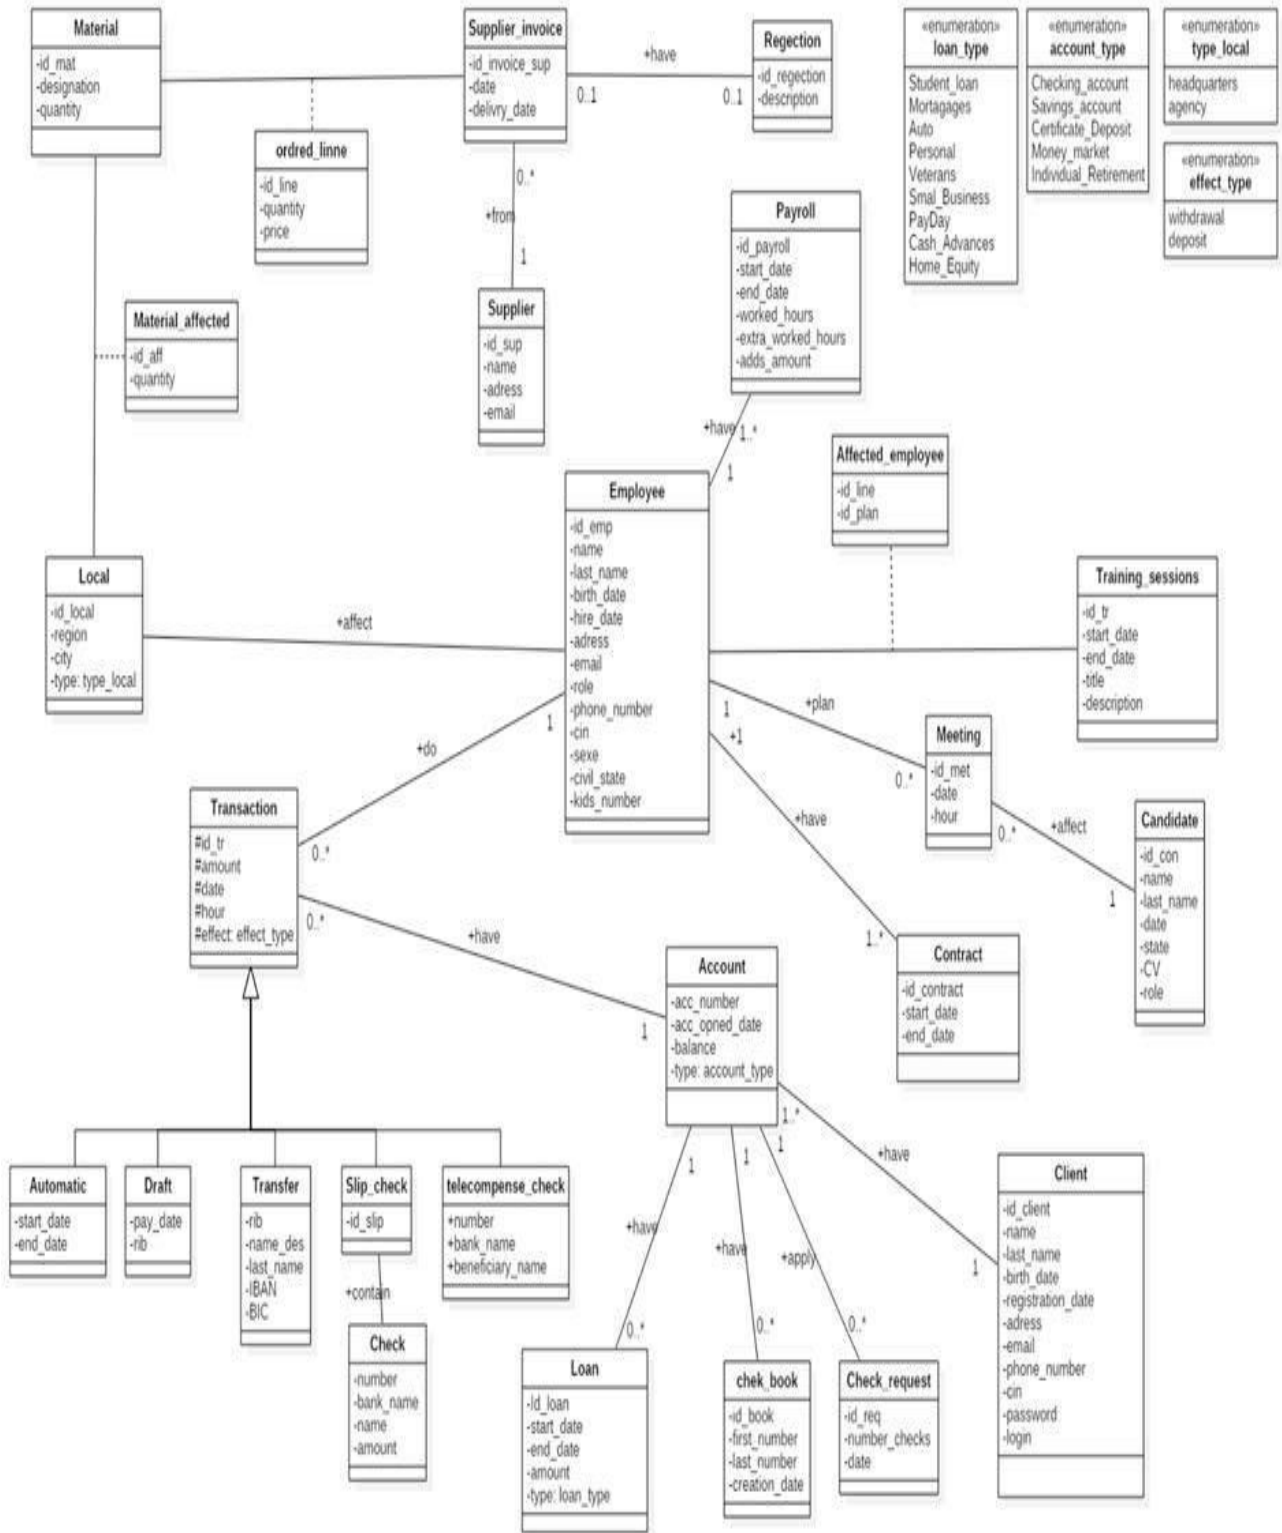 Material
-id_mat
-designation
-quantity
Supplier_invoice
-id_invoice_sup
-date
-delivry_date
+have
0..1
0..1
Regection
-id_regection
-description
«enumeration»
loan_type
Student_loan
Mortagages
Auto
Personal
Veterans
Smal_Business
PayDay
Cash_Advances
Home_Equity
«enumeration»
account_type
Checking_account
Savings_account
Certificate_Deposit
Money_market
Individual_Retirement
«enumeration»
type_local
headquarters
agency
«enumeration»
effect_type
withdrawal
deposit
ordred_linne
-id_line
-quantity
-price
0..*
+from
1
Supplier
-id_sup
-name
-adress
-email
Payroll
-id_payroll
-start_date
-end_date
-worked_hours
-extra_worked_hours
-adds_amount
+have
1..*
1
Material_affected
-id_aff
-quantity
Affected_employee
-id_line
-id_plan
Employee
-id_emp
-name
-last_name
-birth_date
-hire_date
-adress
-email
-role
-phone_number
-cin
-sexe
-civil_state
-kids_number
Local
-id_local
-region
-city
-type: type_local
+affect
Training_sessions
-id_tr
-start_date
-end_date
-title
-description
+plan
1
0..*
Meeting
-id_met
-date
-hour
+affect
0..*
1
Candidate
-id_con
-name
-last_name
-date
-state
-CV
-role
+1
+have
1..*
Contract
-id_contract
-start_date
-end_date
+do
1
0..*
Transaction
#id_tr
#amount
#date
#hour
#effect: effect_type
0..*
+have
1
Account
-acc_number
-acc_opned_date
-balance
-type: account_type
1..*
+have
1
Client
-id_client
-name
-last_name
-birth_date
-registration_date
-adress
-email
-phone_number
-cin
-password
-login
Automatic
-start_date
-end_date
Draft
-pay_date
-rib
Transfer
-rib
-name_des
-last_name
-IBAN
-BIC
Slip_check
-id_slip
telecompense_check
+number
+bank_name
+beneficiary_name
+contain
Check
-number
-bank_name
-name
-amount
1
+have
0..*
1
+have
0..*
1
+apply
0..*
Loan
-Id_loan
-start_date
-end_date
-amount
-type: loan_type
chek_book
-id_book
-first_number
-last_number
-creation_date
Check_request
-id_req
-number_checks
-date